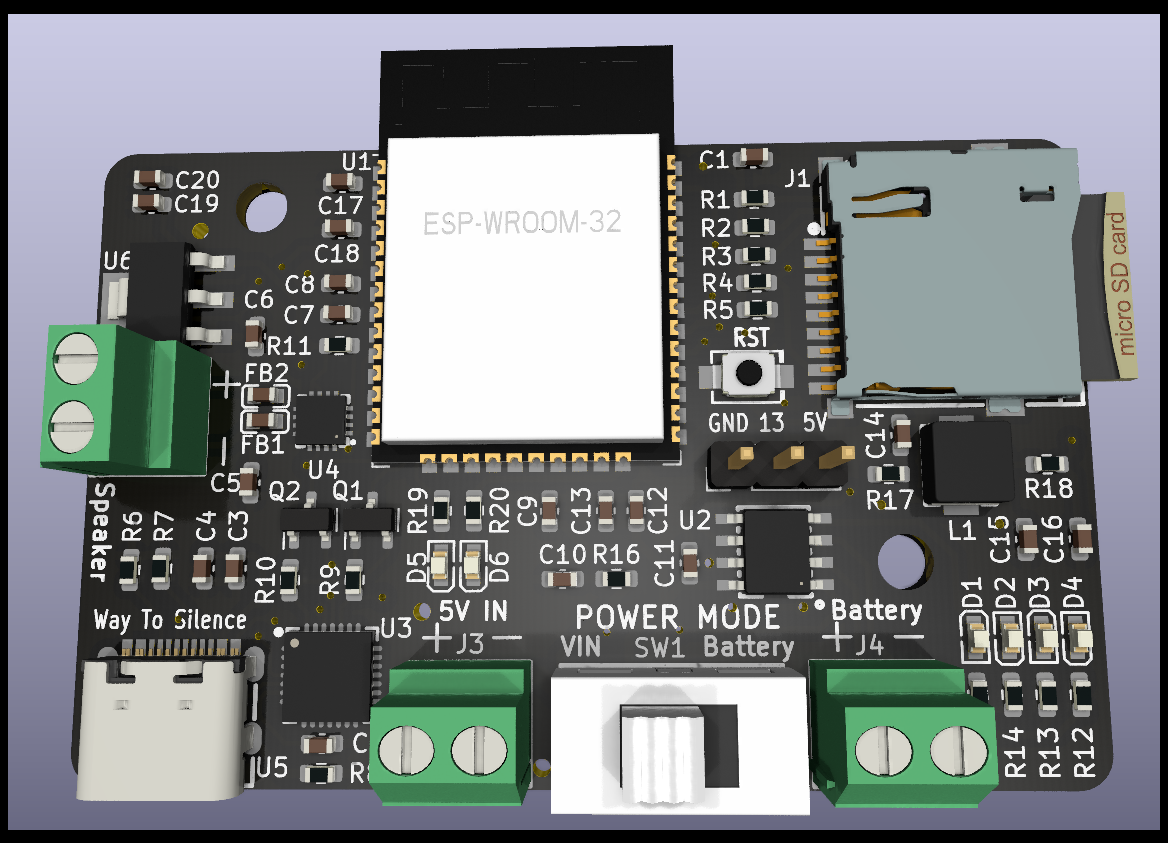 C20
C19
U1
C17
C18
ESP-WROOM-32
C1
R1
R2
R3
R4
R5
J1
micro SD card
U6
C8
C7
C6
R11
FB2
FB1
+
−
RST
GND 13 5V
C14
R17
L1
R18
U4
C5
Q2
Q1
Speaker
R6
R7
C4
C3
R10
R9
R19
R20
D5
D6
C9
C13
C12
C10
R16
C11
U2
C15
C16
D1
D2
D3
D4
Way To Silence
U3
5V IN
+ J3 −
POWER MODE
VIN SW1 Battery
Battery
+ J4 −
U5
R14
R13
R12